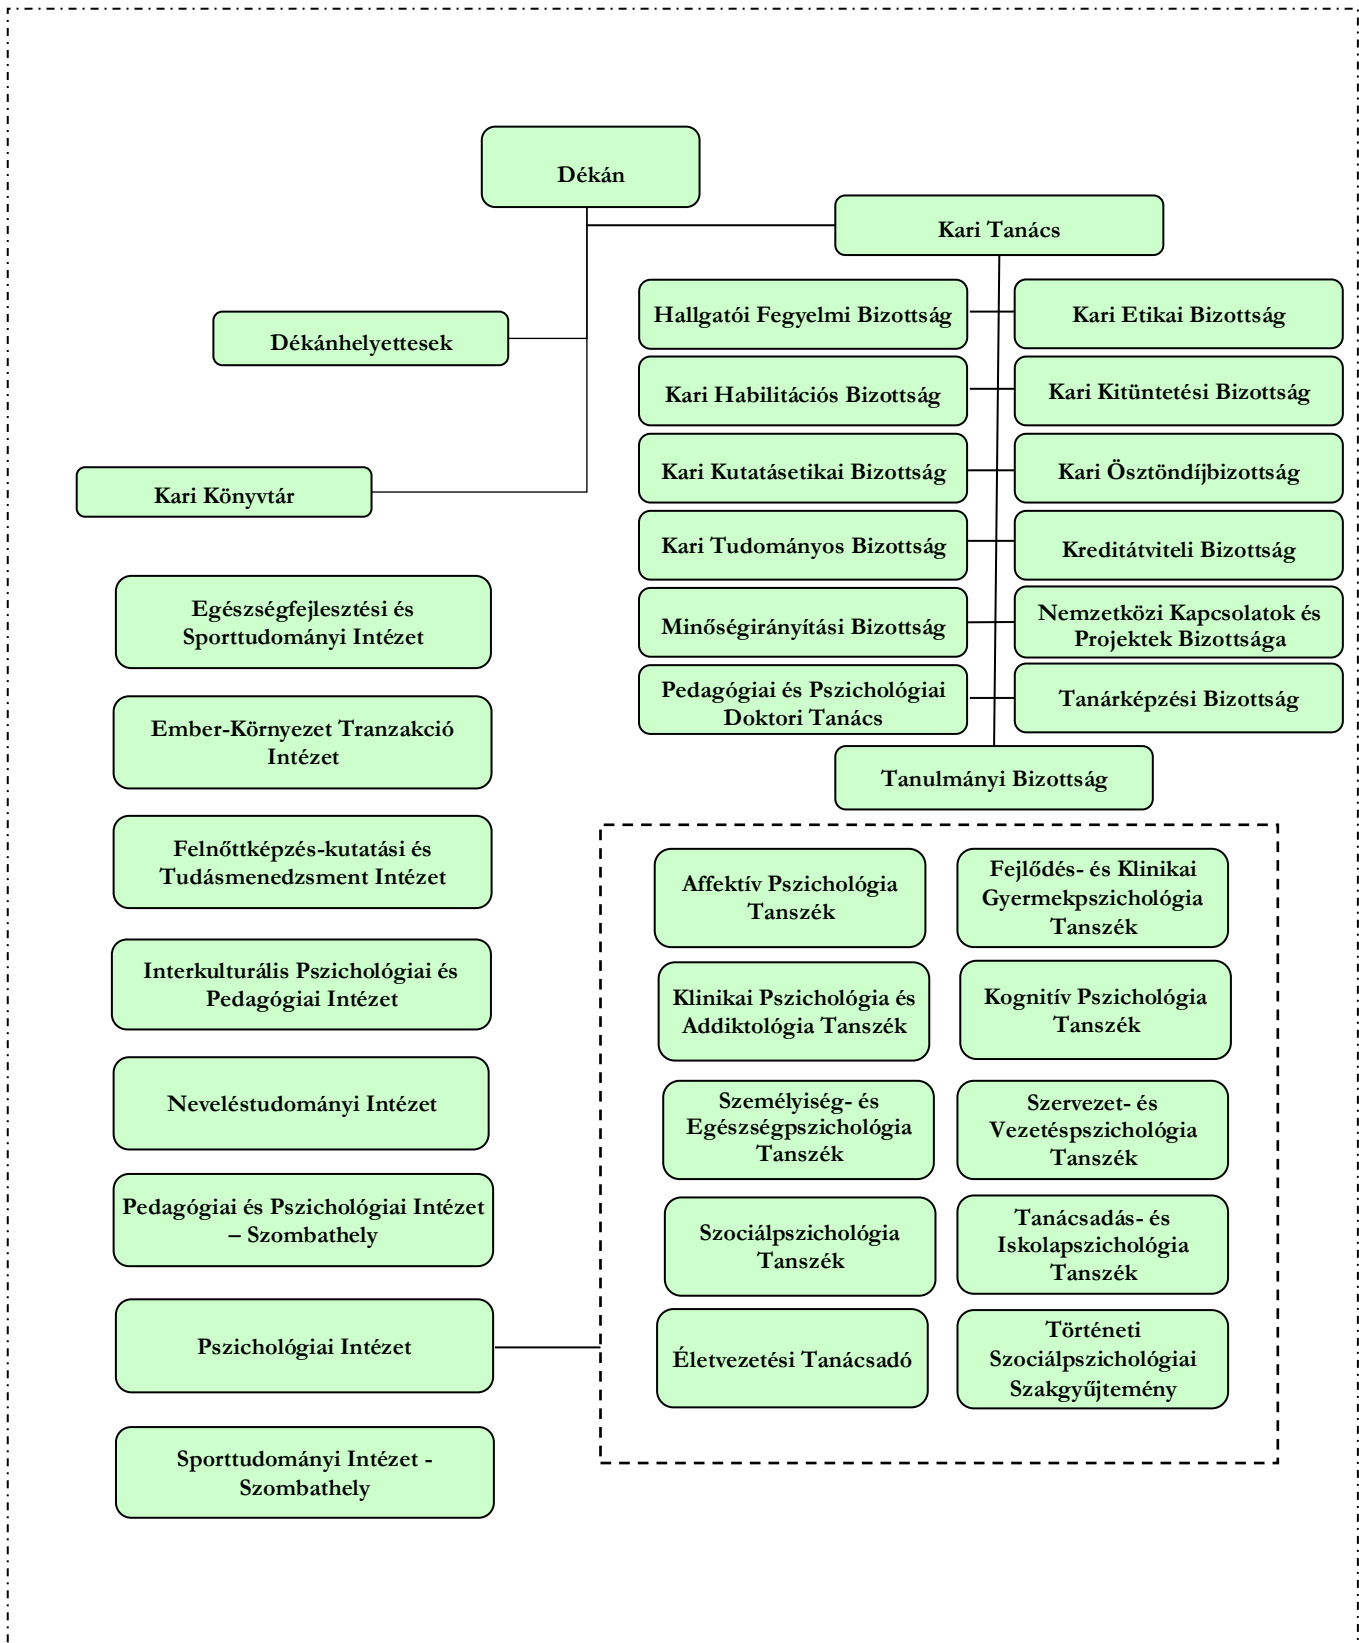 Dékán
Kari Tanács
Dékánhelyettesek
Kari Könyvtár
Hallgatói Fegyelmi Bizottság
Kari Etikai Bizottság
Kari Habilitációs Bizottság
Kari Kitüntetési Bizottság
Kari Kutatásetikai Bizottság
Kari Ösztöndíjbizottság
Kari Tudományos Bizottság
Kreditátviteli Bizottság
Minőségirányítási Bizottság
Nemzetközi Kapcsolatok és
Projektek Bizottsága
Pedagógiai és Pszichológiai
Doktori Tanács
Tanárképzési Bizottság
Tanulmányi Bizottság
Egészségfejlesztési és
Sporttudományi Intézet
Ember-Környezet Tranzakció
Intézet
Felnőttképzés-kutatási és
Tudásmenedzsment Intézet
Interkulturális Pszichológiai és
Pedagógiai Intézet
Neveléstudományi Intézet
Pedagógiai és Pszichológiai Intézet
– Szombathely
Pszichológiai Intézet
Sporttudományi Intézet -
Szombathely
Affektív Pszichológia
Tanszék
Fejlődés- és Klinikai
Gyermekpszichológia
Tanszék
Klinikai Pszichológia és
Addiktológia Tanszék
Kognitív Pszichológia
Tanszék
Személyiség- és
Egészségpszichológia
Tanszék
Szervezet- és
Vezetéspszichológia
Tanszék
Szociálpszichológia
Tanszék
Tanácsadás- és
Iskolapszichológia
Tanszék
Életvezetési Tanácsadó
Történeti
Szociálpszichológiai
Szakgyűjtemény